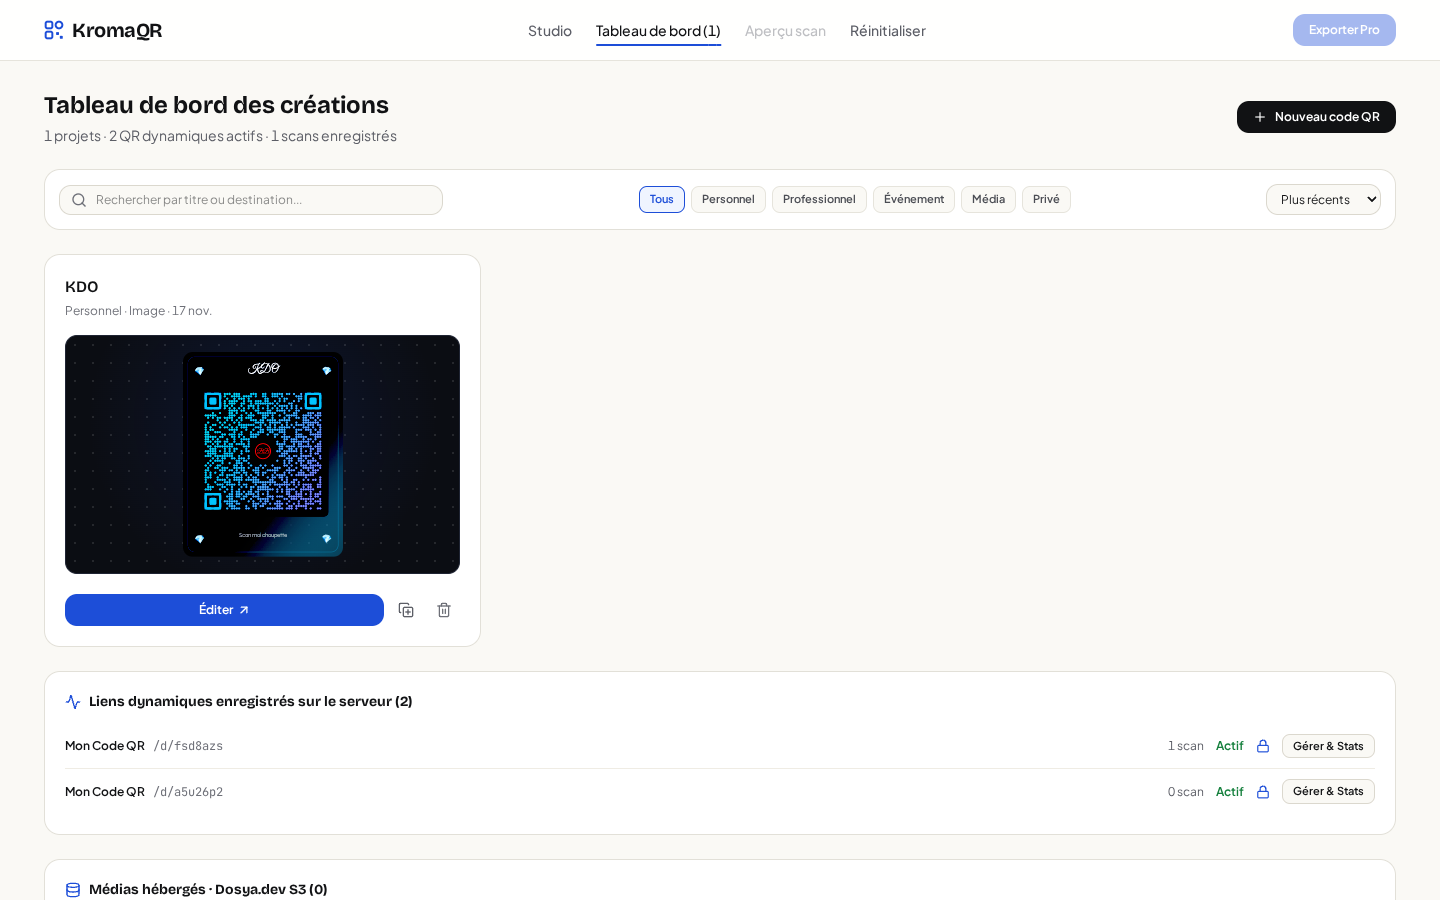 KromaQR
Studio
Tableau de bord (1)
Aperçu scan
Réinitialiser
Exporter Pro
Tableau de bord des créations
1 projets · 2 QR dynamiques actifs · 1 scans enregistrés
Nouveau code QR
Rechercher par titre ou destination...
Tous
Personnel
Professionnel
Événement
Média
Privé
Plus récents
KDO
Personnel · Image · 17 nov.
KDO
Scan moi choupette
Éditer
Liens dynamiques enregistrés sur le serveur (2)
Mon Code QR /d/fsd8azs
1 scan Actif Gérer & Stats
Mon Code QR /d/a5u26p2
0 scan Actif Gérer & Stats
Médias hébergés · Dosya.dev S3 (0)